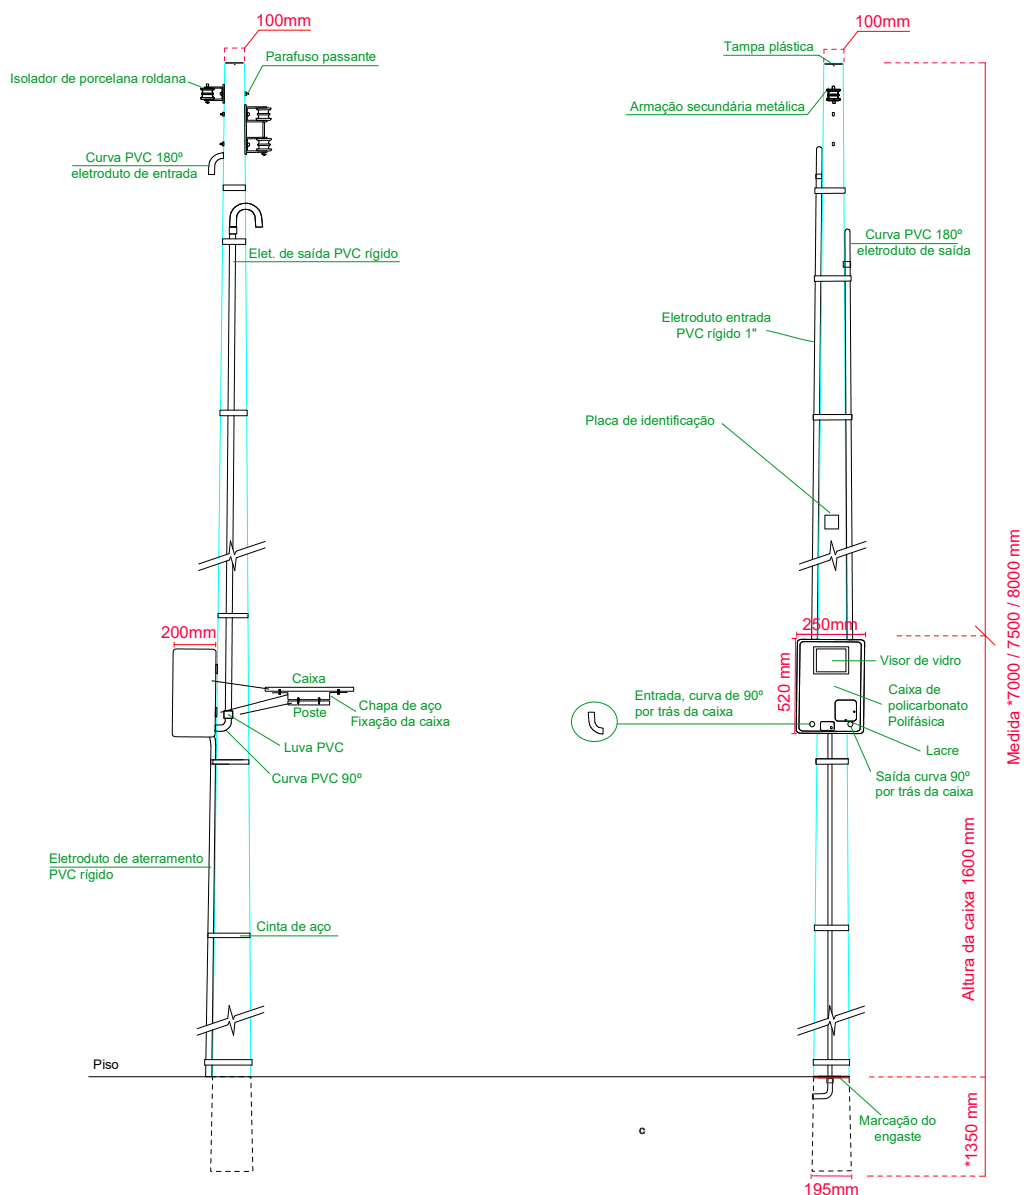 100mm
Parafuso passante
Isolador de porcelana roldana
Curva PVC 180º
eletroduto de entrada
Elet. de saída PVC rígido
200mm
Caixa
Poste
Chapa de aço
Fixação da caixa
Luva PVC
Curva PVC 90º
Eletroduto de aterramento
PVC rígido
Cinta de aço
Piso
100mm
Tampa plástica
Armação secundária metálica
Curva PVC 180º
eletroduto de saída
Eletroduto entrada
PVC rígido 1"
Placa de identificação
250mm
520 mm
Visor de vidro
Entrada, curva de 90º
por trás da caixa
Caixa de
policarbonato
Polifásica
Lacre
Saída curva 90º
por trás da caixa
Medida *7000 / 7500 / 8000 mm
Altura da caixa 1600 mm
*1350 mm
Marcação do
engaste
195mm
c